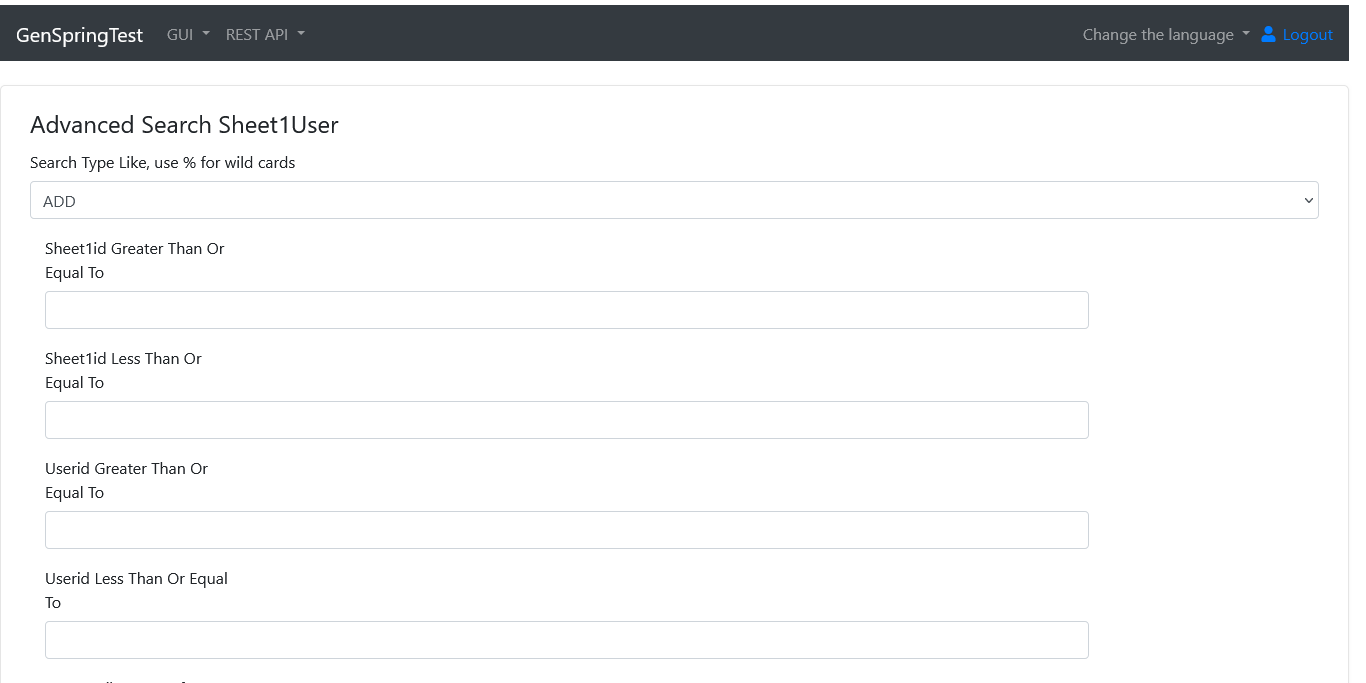 GenSpringTest GUI REST API Change the language Logout
Advanced Search Sheet1User
Search Type Like, use % for wild cards
ADD
Sheet1id Greater Than Or
Equal To
Sheet1id Less Than Or
Equal To
Userid Greater Than Or
Equal To
Userid Less Than Or Equal
To